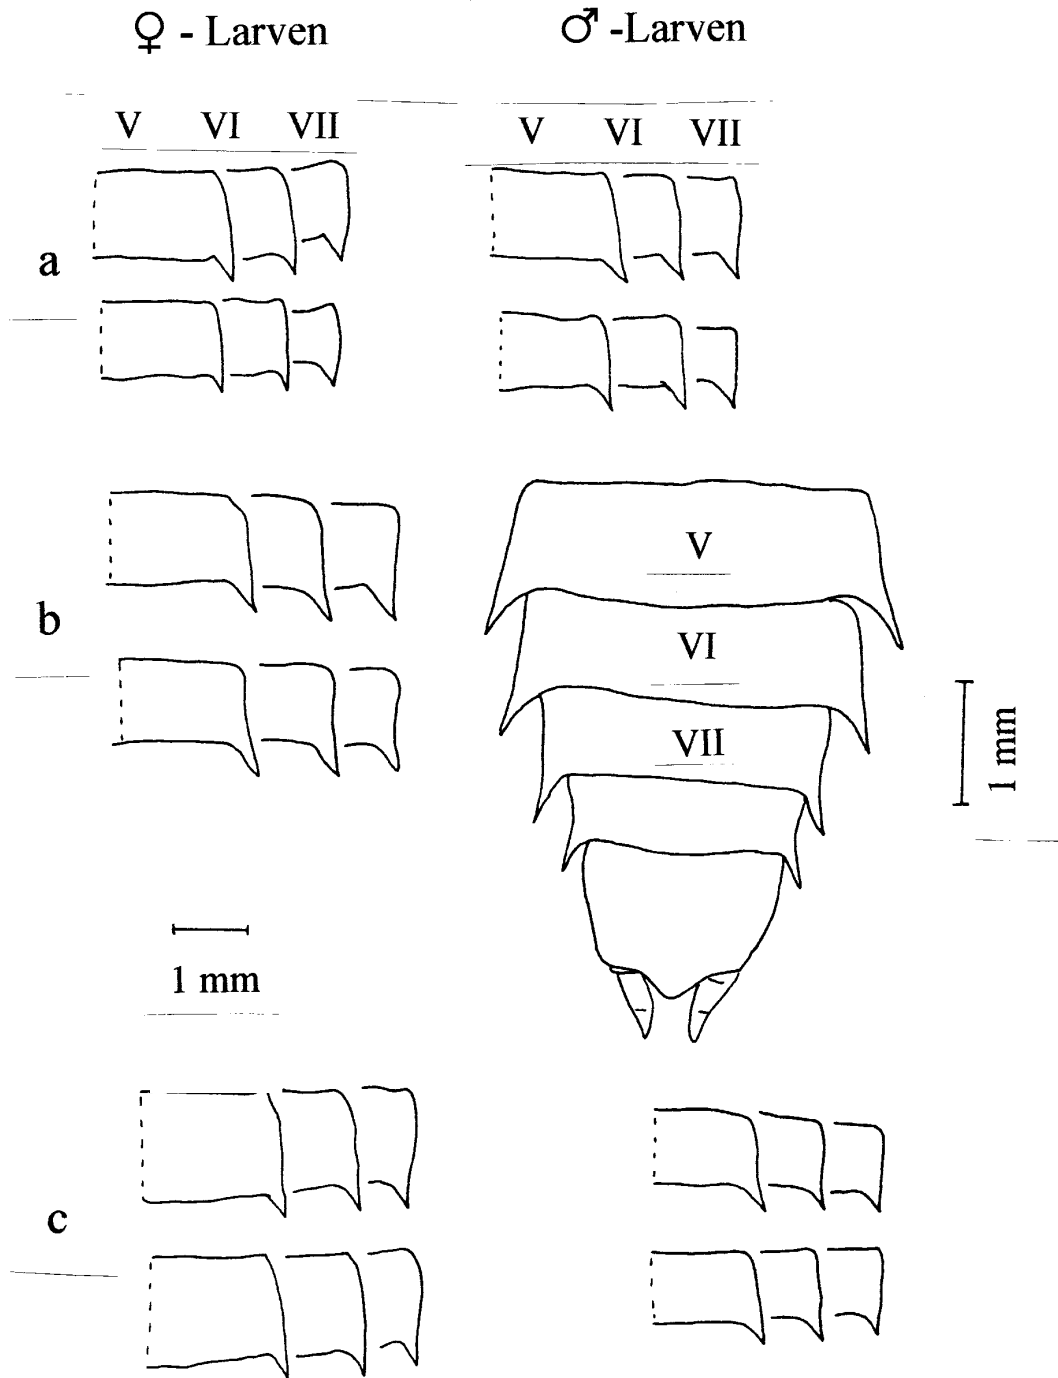 ♀ - Larven
♂ -Larven
V VI VII
V VI VII
a
b
V
VI
VII
1 mm
1 mm
c